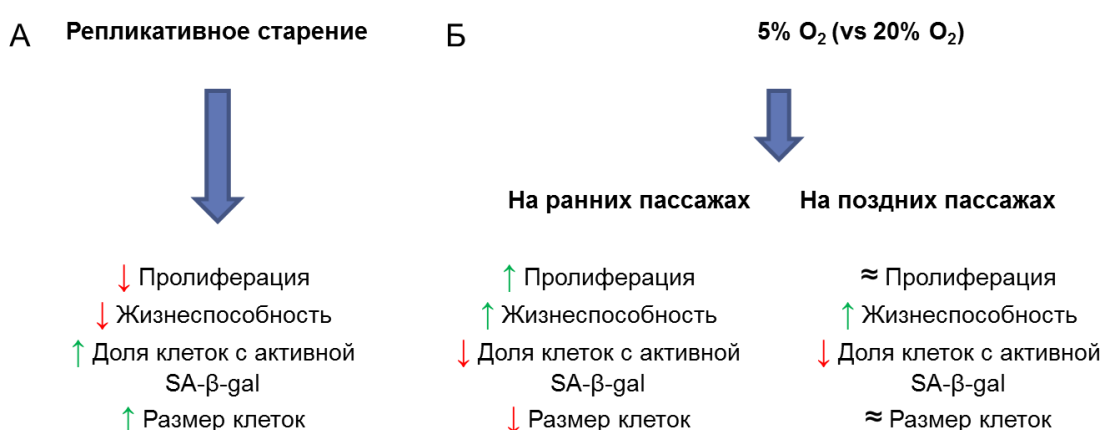 А Репликативное старение
Б 5% O₂ (vs 20% O₂)
↓ Пролиферация
↓ Жизнеспособность
↑ Доля клеток с активной
SA-β-gal
↑ Размер клеток
На ранних пассажах
↑ Пролиферация
↑ Жизнеспособность
↓ Доля клеток с активной
SA-β-gal
↓ Размер клеток
На поздних пассажах
≈ Пролиферация
↑ Жизнеспособность
↓ Доля клеток с активной
SA-β-gal
≈ Размер клеток